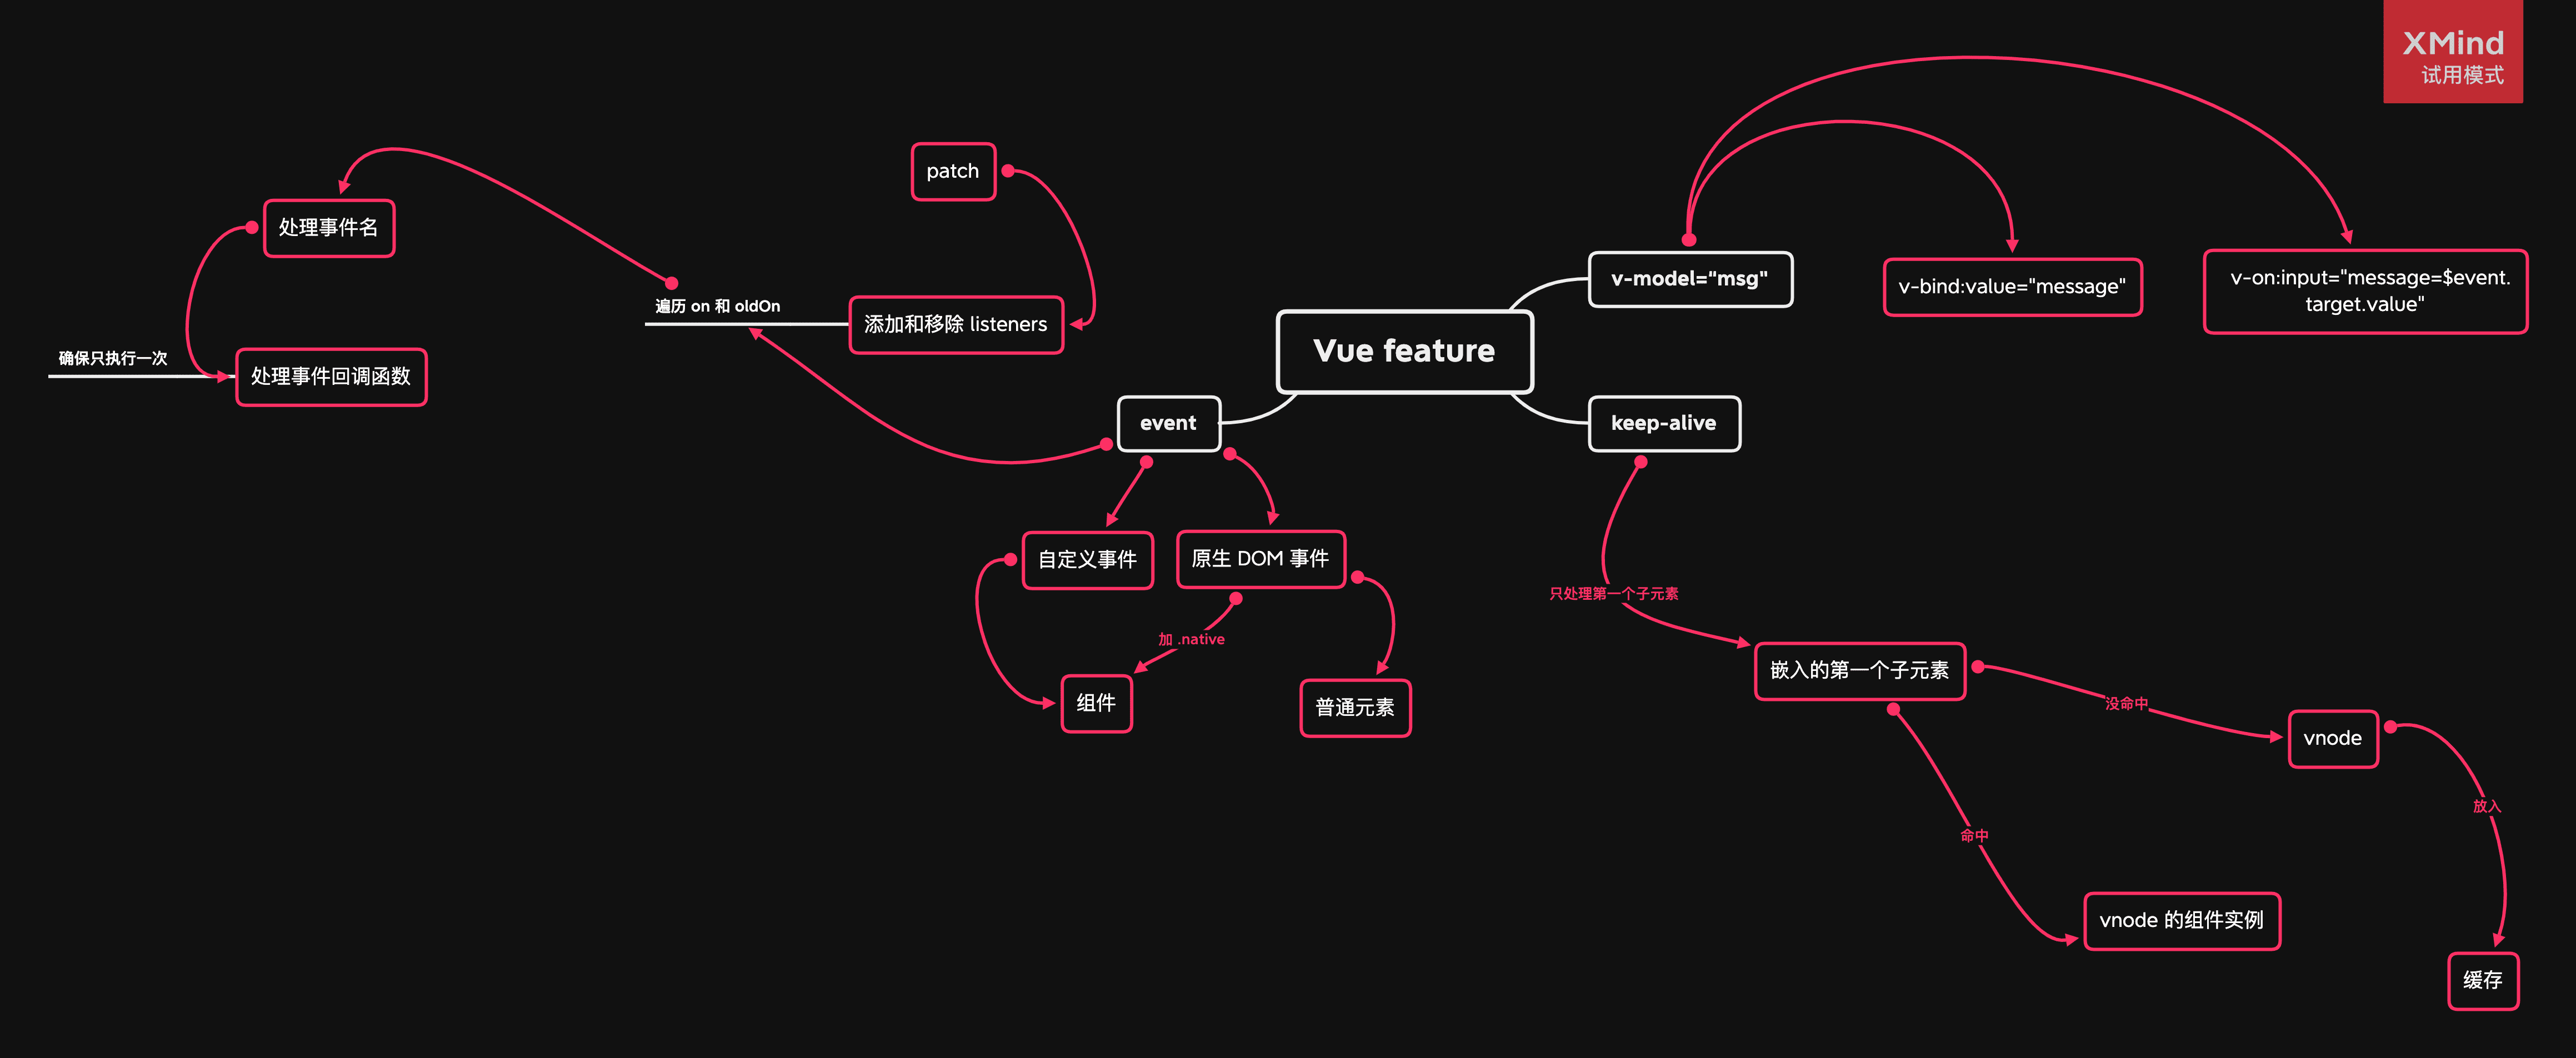 XMind
试用模式
patch
处理事件名
v-model="msg"
v-bind:value="message"
v-on:input="message=$event.
target.value"
遍历 on 和 oldOn
添加和移除 listeners
Vue feature
确保只执行一次
处理事件回调函数
event
keep-alive
自定义事件
原生 DOM 事件
只处理第一个子元素
加 .native
嵌入的第一个子元素
组件
普通元素
没命中
vnode
放入
命中
vnode 的组件实例
缓存